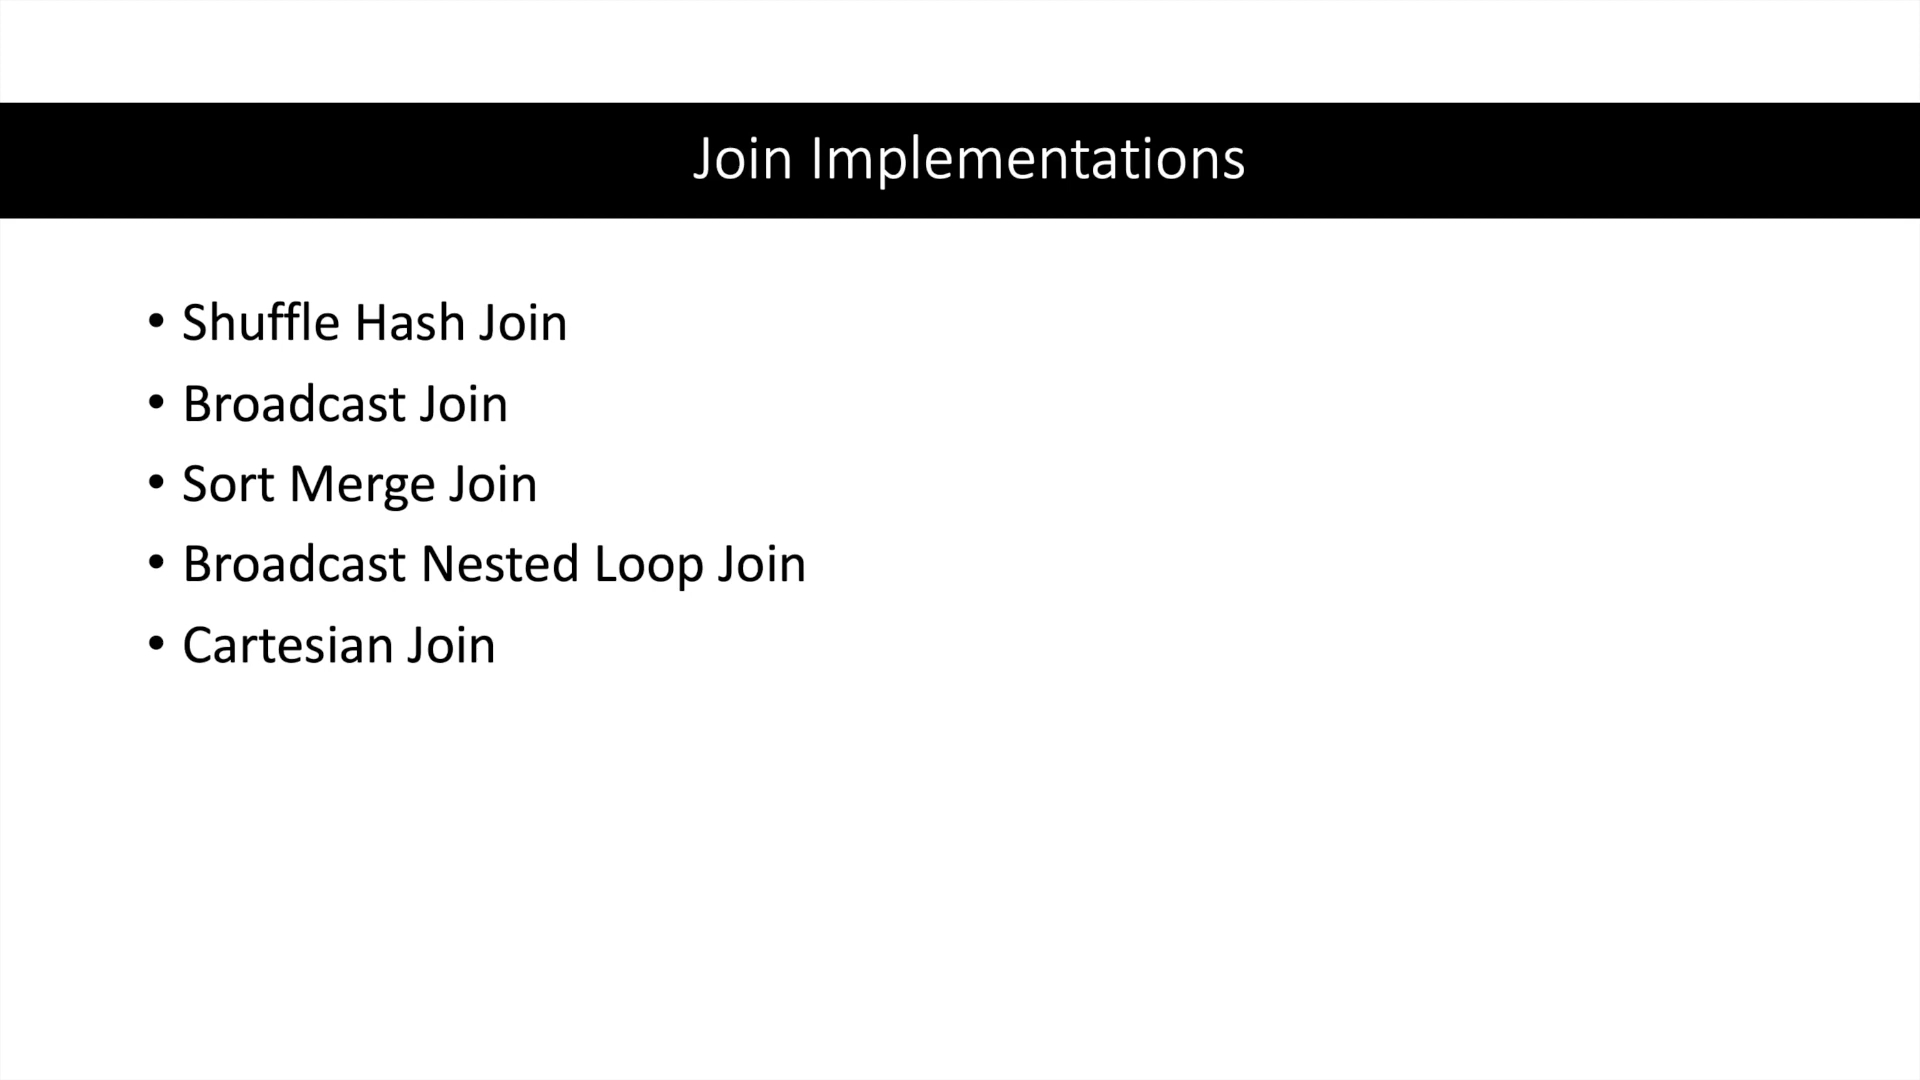 Join Implementations
• Shuffle Hash Join
• Broadcast Join
• Sort Merge Join
• Broadcast Nested Loop Join
• Cartesian Join